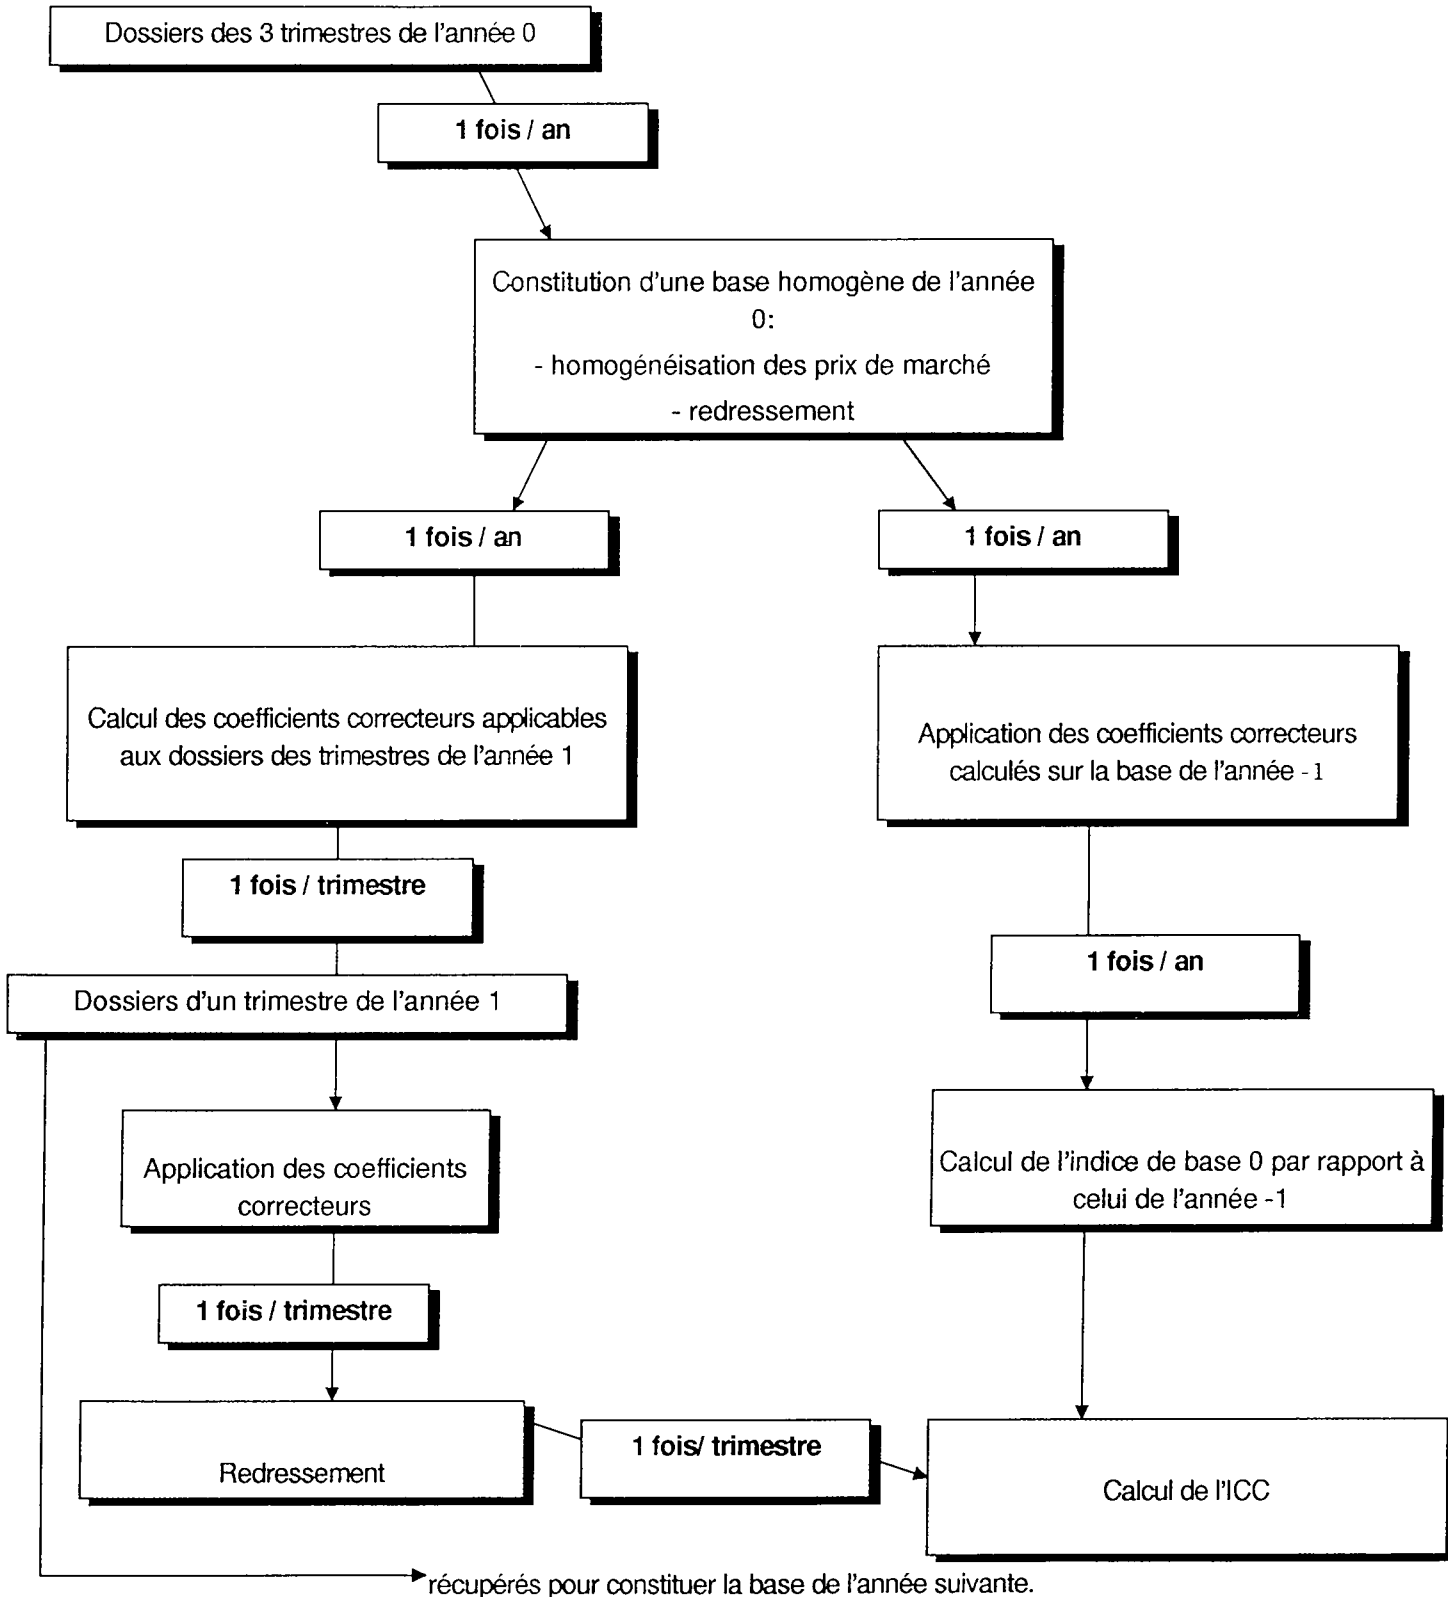 Dossiers des 3 trimestres de l'année 0
1 fois / an
Constitution d'une base homogène de l'année
0:
- homogénéisation des prix de marché
- redressement
1 fois / an
1 fois / an
Calcul des coefficients correcteurs applicables
aux dossiers des trimestres de l'année 1
Application des coefficients correcteurs
calculés sur la base de l'année -1
1 fois / trimestre
1 fois / an
Dossiers d'un trimestre de l'année 1
Application des coefficients
correcteurs
Calcul de l'indice de base 0 par rapport à
celui de l'année -1
1 fois / trimestre
Redressement
1 fois/ trimestre
Calcul de l'ICC
récupérés pour constituer la base de l'année suivante.